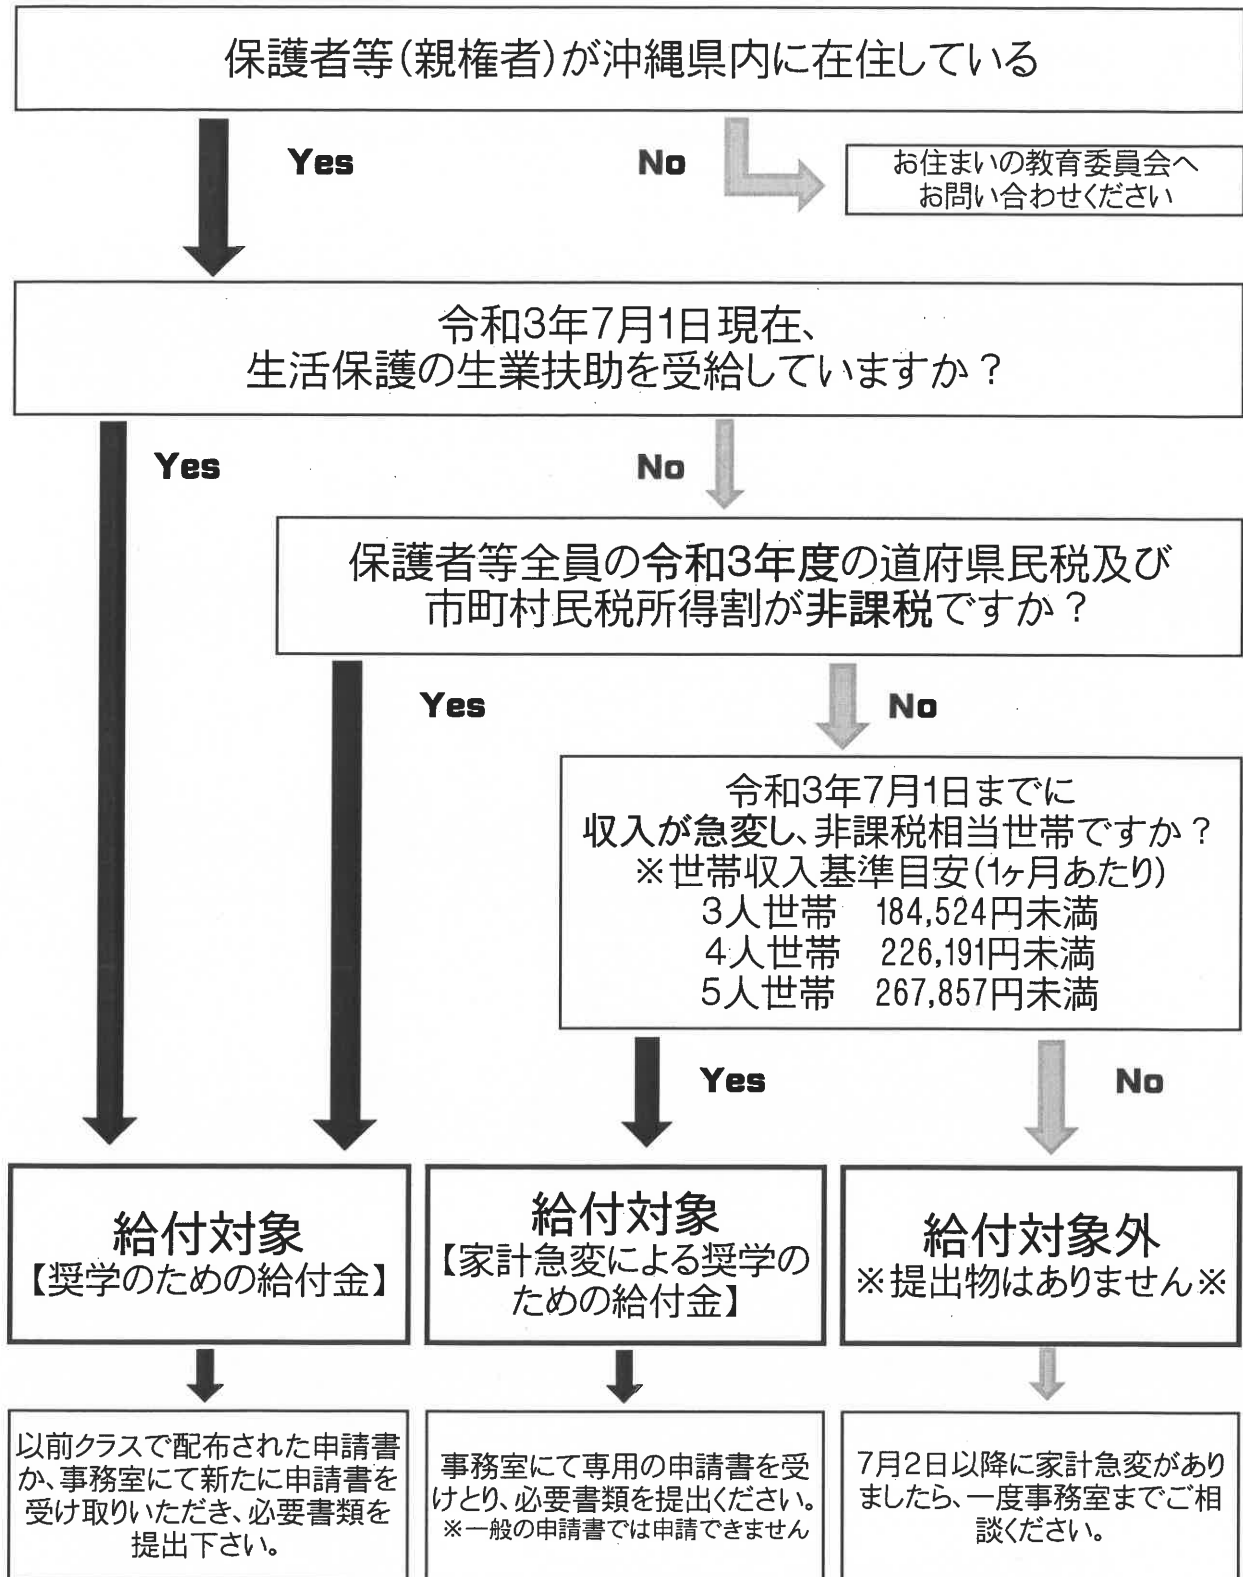 保護者等(親権者)が沖縄県内に在住している
Yes
No
お住まいの教育委員会へ
お問い合わせください
令和3年7月1日現在、
生活保護の生業扶助を受給していますか？
Yes
No
保護者等全員の令和3年度の道府県民税及び
市町村民税所得割が非課税ですか？
Yes
No
令和3年7月1日までに
収入が急変し、非課税相当世帯ですか？
※世帯収入基準目安(1ヶ月あたり)
3人世帯　184,524円未満
4人世帯　226,191円未満
5人世帯　267,857円未満
Yes
No
給付対象
【奨学のための給付金】
給付対象
【家計急変による奨学の
ための給付金】
給付対象外
※提出物はありません※
以前クラスで配布された申請書
か、事務室にて新たに申請書を
受け取りいただき、必要書類を
提出下さい。
事務室にて専用の申請書を受
けとり、必要書類を提出ください。
※一般の申請書では申請できません
7月2日以降に家計急変があり
ましたら、一度事務室までご相
談ください。